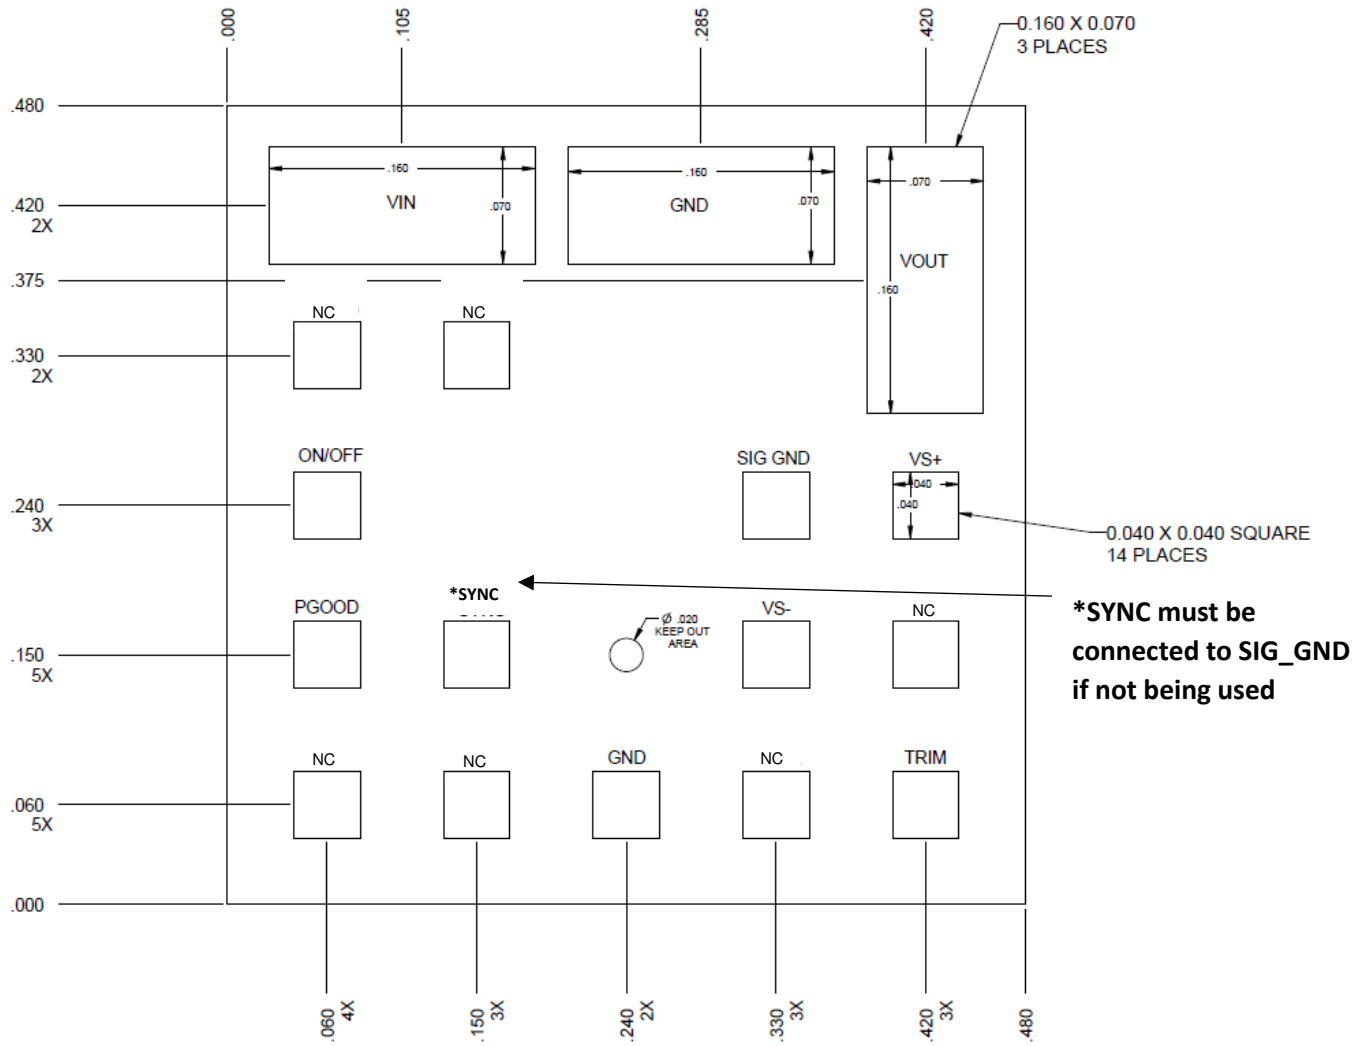 .000
.105
.285
.420
0.160 X 0.070
3 PLACES
.480
.160
.160
.070
VIN
.070
GND
.070
.420
2X
VOUT
.375
.160
NC
NC
.330
2X
ON/OFF
SIG GND
VS+
.040
.040
.240
3X
0.040 X 0.040 SQUARE
14 PLACES
*SYNC
PGOOD
Ø .020
KEEP OUT
AREA
VS-
NC
*SYNC must be
connected to SIG_GND
if not being used
.150
5X
NC
NC
GND
NC
TRIM
.060
5X
.000
.060 4X
.150 3X
.240 2X
.330 3X
.420 3X
.480